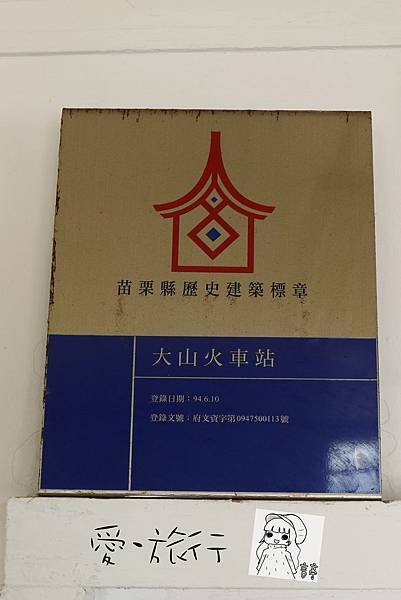 苗栗縣歷史建築標章
大山火車站
登錄日期：94.6.10
登錄文號：府文資字第0947500113號
愛‧旅行